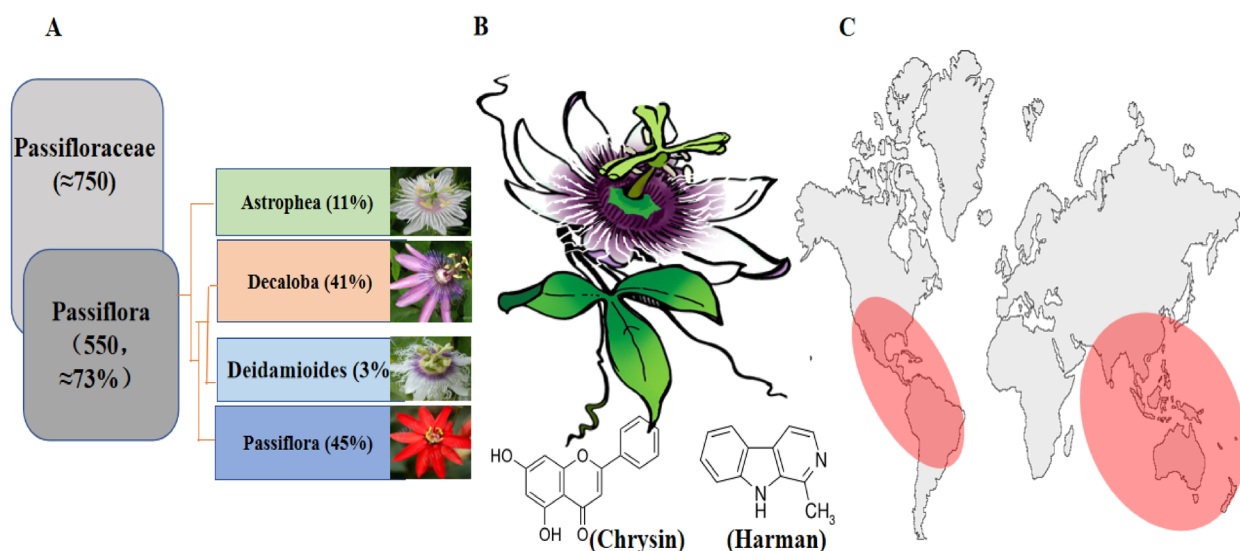 A
B
C
Passifloraceae
(≈750)
Passiflora
（550，
≈73%）
Astrophea (11%)
Decaloba (41%)
Deidamioides (3%
Passiflora (45%)
HO
O
OH
O
(Chrysin)
N
N
H
CH3
(Harman)